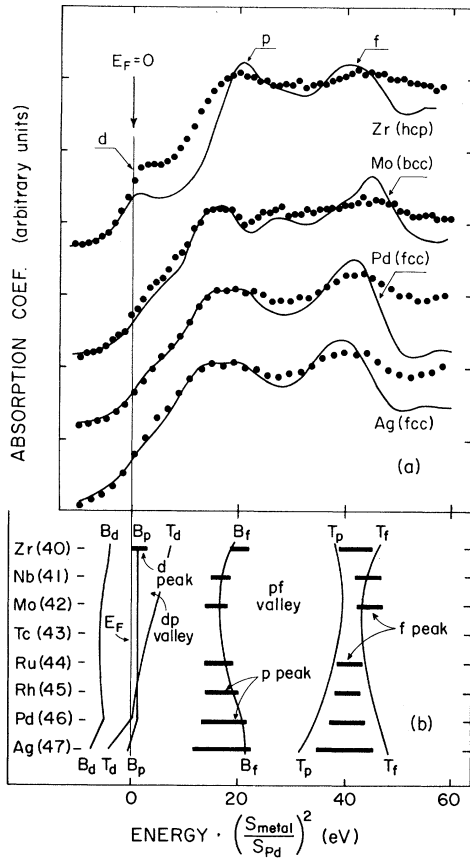 E_F=0
p
f
d
Zr (hcp)
Mo (bcc)
Pd (fcc)
Ag (fcc)
(a)
ABSORPTION COEF. (arbitrary units)
B_d B_p T_d B_f T_p T_f
Zr (40)
Nb (41)
Mo (42)
Tc (43)
Ru (44)
Rh (45)
Pd (46)
Ag (47)
d peak
dp valley
E_F
pf valley
f peak
p peak
(b)
B_d T_d B_p B_f T_p T_f
0 20 40 60
ENERGY · (S_metal/S_Pd)^2 (eV)